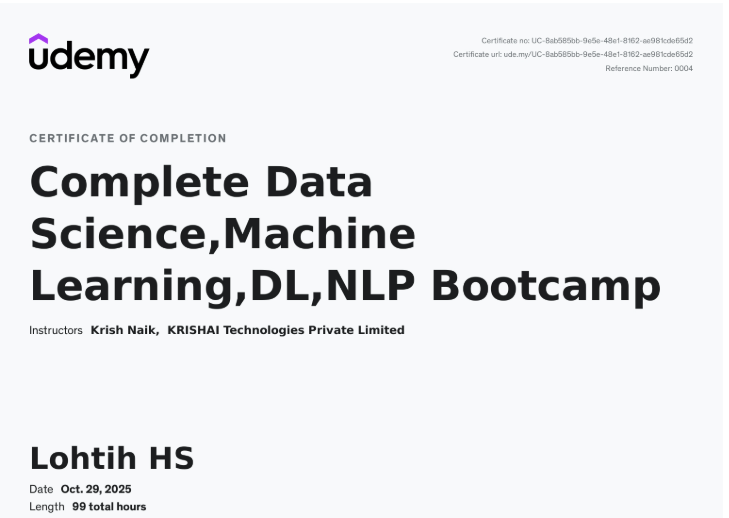 udemy
Certificate no: UC-8ab585bb-9e5e-48e1-8162-ae981cde65d2
Certificate url: ude.my/UC-8ab585bb-9e5e-48e1-8162-ae981cde65d2
Reference Number: 0004
CERTIFICATE OF COMPLETION
Complete Data
Science,Machine
Learning,DL,NLP Bootcamp
Instructors Krish Naik, KRISHAI Technologies Private Limited
Lohtih HS
Date Oct. 29, 2025
Length 99 total hours